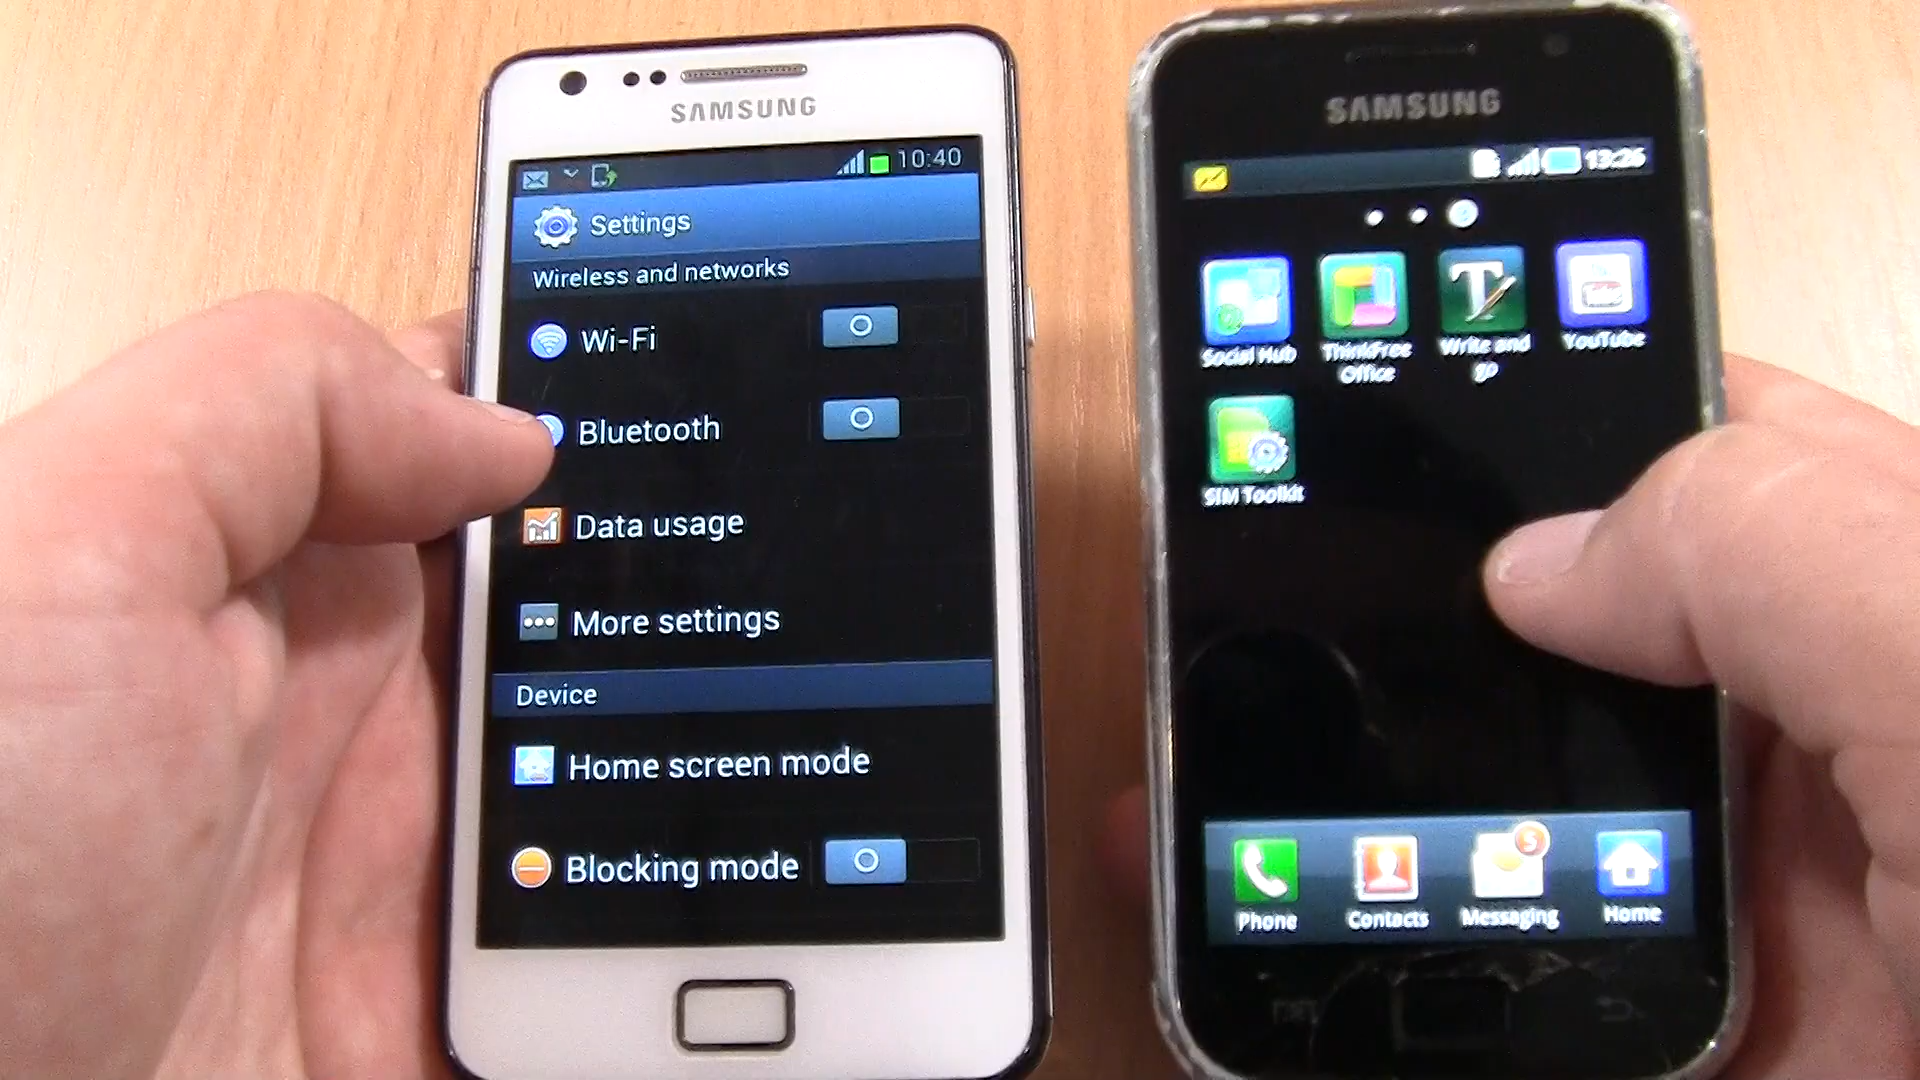 SAMSUNG
10:40
Settings
Wireless and networks
Wi-Fi
Bluetooth
Data usage
More settings
Device
Home screen mode
Blocking mode
SAMSUNG
13:26
Social Hub
ThinkFree
Office
Write and
go
YouTube
SIM Toolkit
5
Phone
Contacts
Messaging
Home